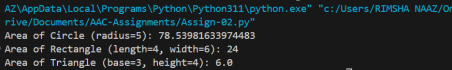 AZ\AppData\Local\Programs\Python\Python311\python.exe" "c:/Users/RIMSHA NAAZ/On
rive/Documents/AAC-Assignments/Assign-02.py"
Area of Circle (radius=5): 78.53981633974483
Area of Rectangle (length=4, width=6): 24
Area of Triangle (base=3, height=4): 6.0